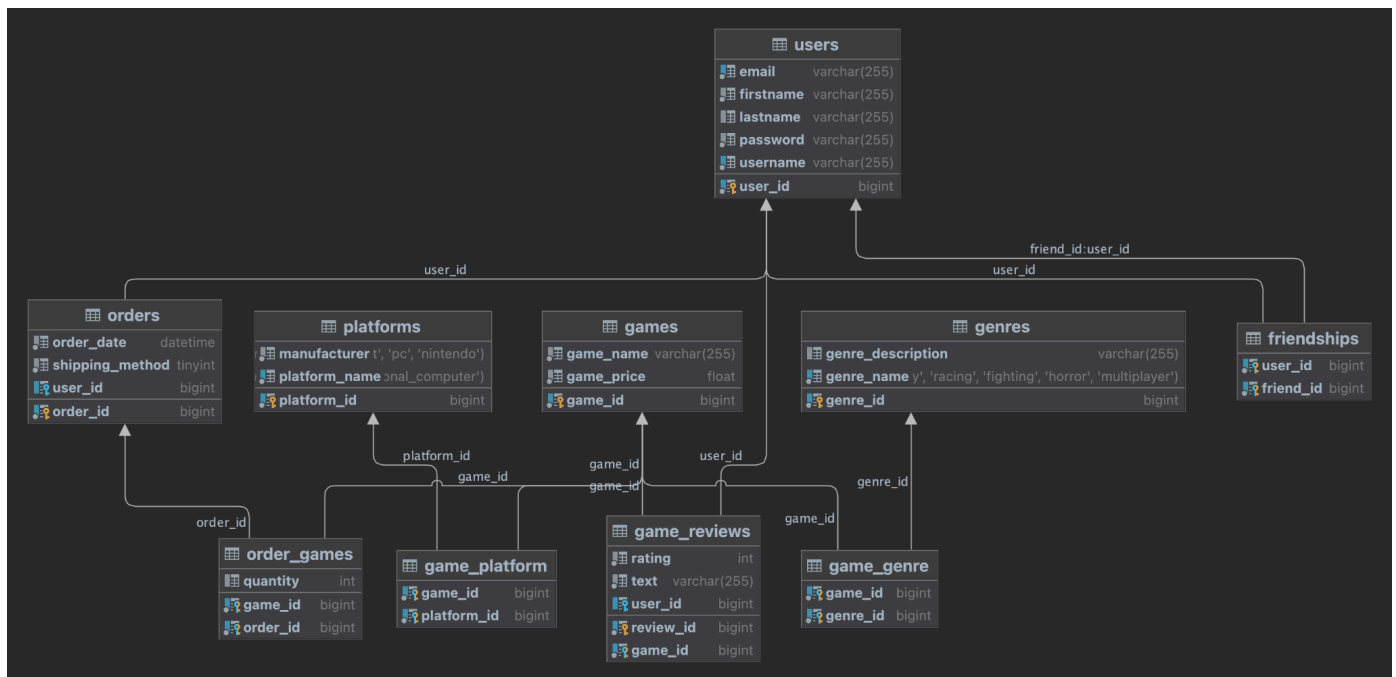 users
email varchar(255)
firstname varchar(255)
lastname varchar(255)
password varchar(255)
username varchar(255)
user_id bigint
friend_id:user_id
user_id
user_id
orders
order_date datetime
shipping_method tinyint
user_id bigint
order_id bigint
platforms
manufacturer t', 'pc', 'nintendo')
platform_name onal_computer')
platform_id bigint
games
game_name varchar(255)
game_price float
game_id bigint
genres
genre_description varchar(255)
genre_name y', 'racing', 'fighting', 'horror', 'multiplayer')
genre_id bigint
friendships
user_id bigint
friend_id bigint
platform_id
game_id
game_id
game_id
user_id
genre_id
game_id
order_id
order_games
quantity int
game_id bigint
order_id bigint
game_platform
game_id bigint
platform_id bigint
game_reviews
rating int
text varchar(255)
user_id bigint
review_id bigint
game_id bigint
game_genre
game_id bigint
genre_id bigint